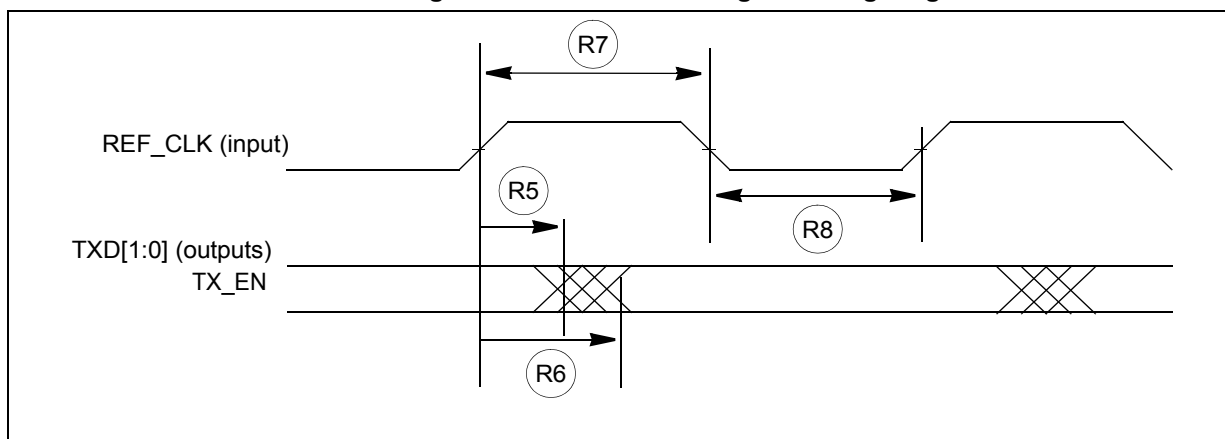 R7
REF_CLK (input)
R5
R8
TXD[1:0] (outputs)
TX_EN
R6